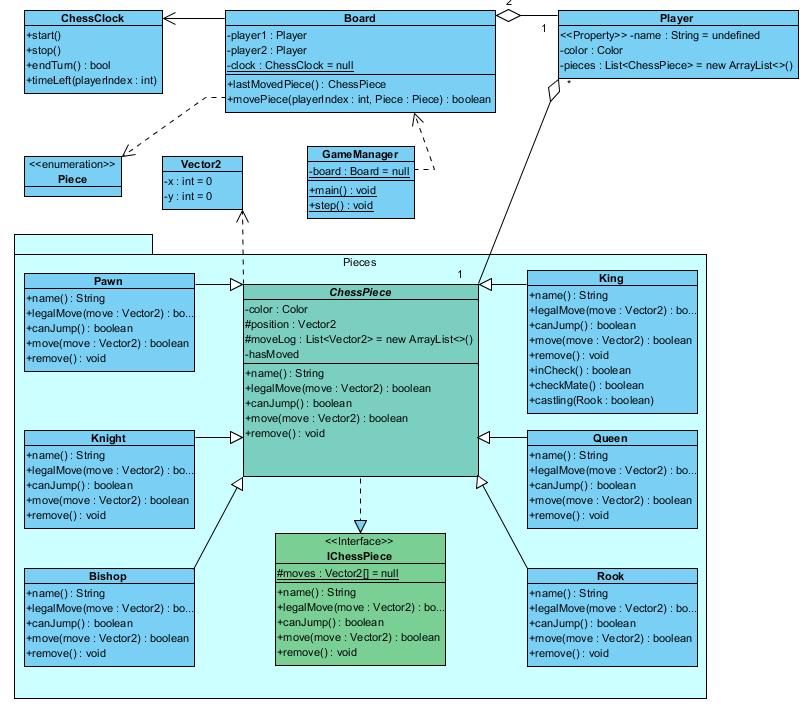 ChessClock
+start()
+stop()
+endTurn() : bool
+timeLeft(playerIndex : int)
Board
-player1 : Player
-player2 : Player
-clock : ChessClock = null
+lastMovedPiece() : ChessPiece
+movePiece(playerIndex : int, Piece : Piece) : boolean
2
1
Player
<<Property>> -name : String = undefined
-color : Color
-pieces : List<ChessPiece> = new ArrayList<>()
*
<<enumeration>>
Piece
Vector2
-x : int = 0
-y : int = 0
GameManager
-board : Board = null
+main() : void
+step() : void
Pieces
1
Pawn
+name() : String
+legalMove(move : Vector2) : bo...
+canJump() : boolean
+move(move : Vector2) : boolean
+remove() : void
ChessPiece
-color : Color
#position : Vector2
#moveLog : List<Vector2> = new ArrayList<>()
-hasMoved
+name() : String
+legalMove(move : Vector2) : boolean
+canJump() : boolean
+move(move : Vector2) : boolean
+remove() : void
King
+name() : String
+legalMove(move : Vector2) : bo...
+canJump() : boolean
+move(move : Vector2) : boolean
+remove() : void
+inCheck() : boolean
+checkMate() : boolean
+castling(Rook : boolean)
Knight
+name() : String
+legalMove(move : Vector2) : bo...
+canJump() : boolean
+move(move : Vector2) : boolean
+remove() : void
Queen
+name() : String
+legalMove(move : Vector2) : bo...
+canJump() : boolean
+move(move : Vector2) : boolean
+remove() : void
Bishop
+name() : String
+legalMove(move : Vector2) : bo...
+canJump() : boolean
+move(move : Vector2) : boolean
+remove() : void
<<Interface>>
IChessPiece
#moves : Vector2[] = null
+name() : String
+legalMove(move : Vector2) : bo...
+canJump() : boolean
+move(move : Vector2) : boolean
+remove() : void
Rook
+name() : String
+legalMove(move : Vector2) : bo...
+canJump() : boolean
+move(move : Vector2) : boolean
+remove() : void